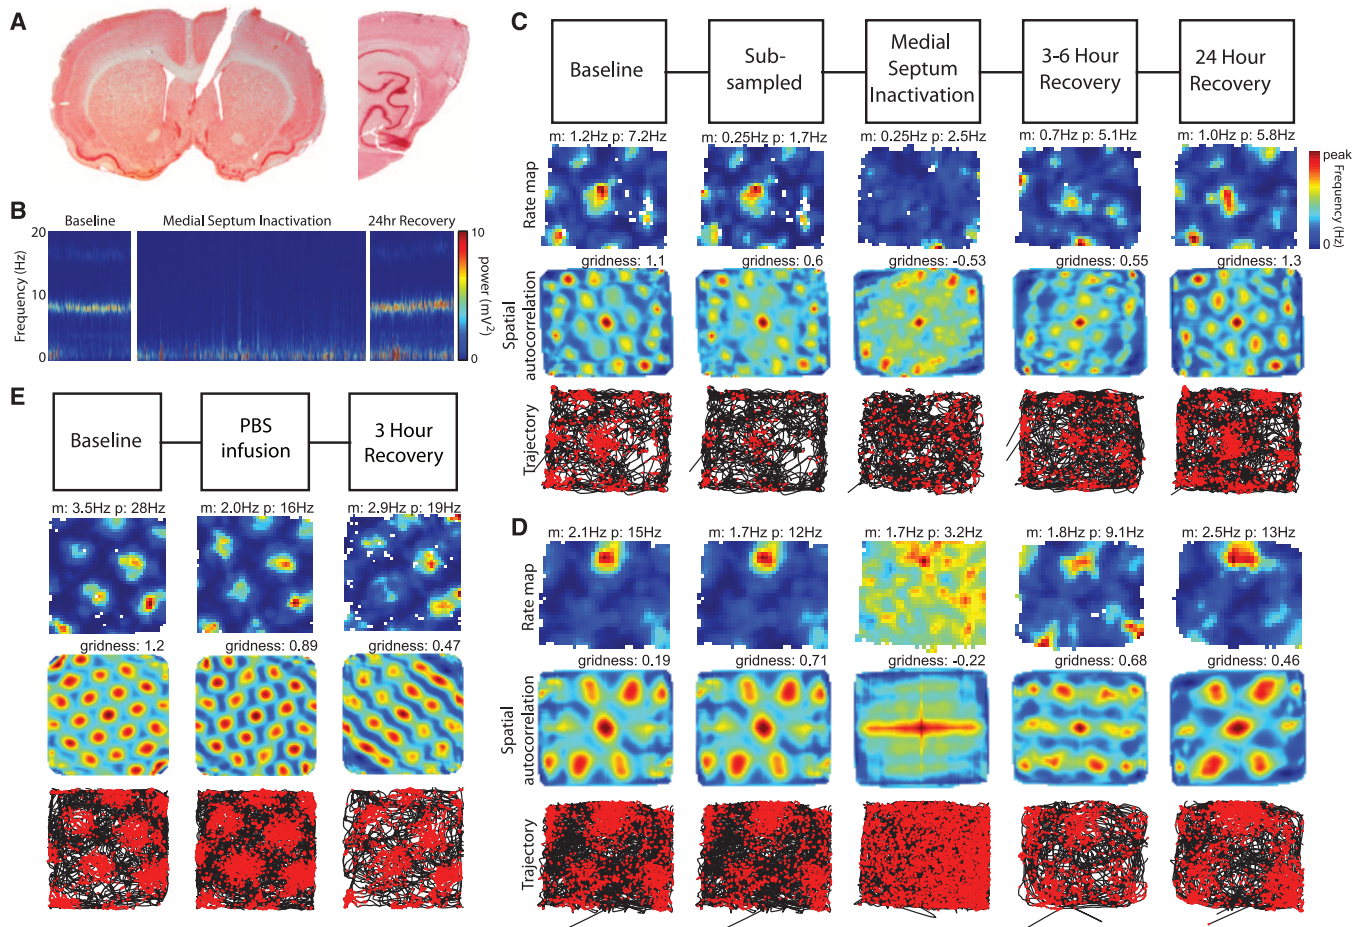 A
B
Baseline
Medial Septum Inactivation
24hr Recovery
Frequency (Hz)
20
10
0
10
0
power (mV²)
C
Baseline
Sub-
sampled
Medial
Septum
Inactivation
3-6 Hour
Recovery
24 Hour
Recovery
m: 1.2Hz p: 7.2Hz
m: 0.25Hz p: 1.7Hz
m: 0.25Hz p: 2.5Hz
m: 0.7Hz p: 5.1Hz
m: 1.0Hz p: 5.8Hz
Rate map
peak
0
Frequency
(Hz)
gridness: 1.1
gridness: 0.6
gridness: -0.53
gridness: 0.55
gridness: 1.3
Spatial
autocorrelation
Trajectory
D
m: 2.1Hz p: 15Hz
m: 1.7Hz p: 12Hz
m: 1.7Hz p: 3.2Hz
m: 1.8Hz p: 9.1Hz
m: 2.5Hz p: 13Hz
Rate map
gridness: 0.19
gridness: 0.71
gridness: -0.22
gridness: 0.68
gridness: 0.46
Spatial
autocorrelation
Trajectory
E
Baseline
PBS
infusion
3 Hour
Recovery
m: 3.5Hz p: 28Hz
m: 2.0Hz p: 16Hz
m: 2.9Hz p: 19Hz
gridness: 1.2
gridness: 0.89
gridness: 0.47